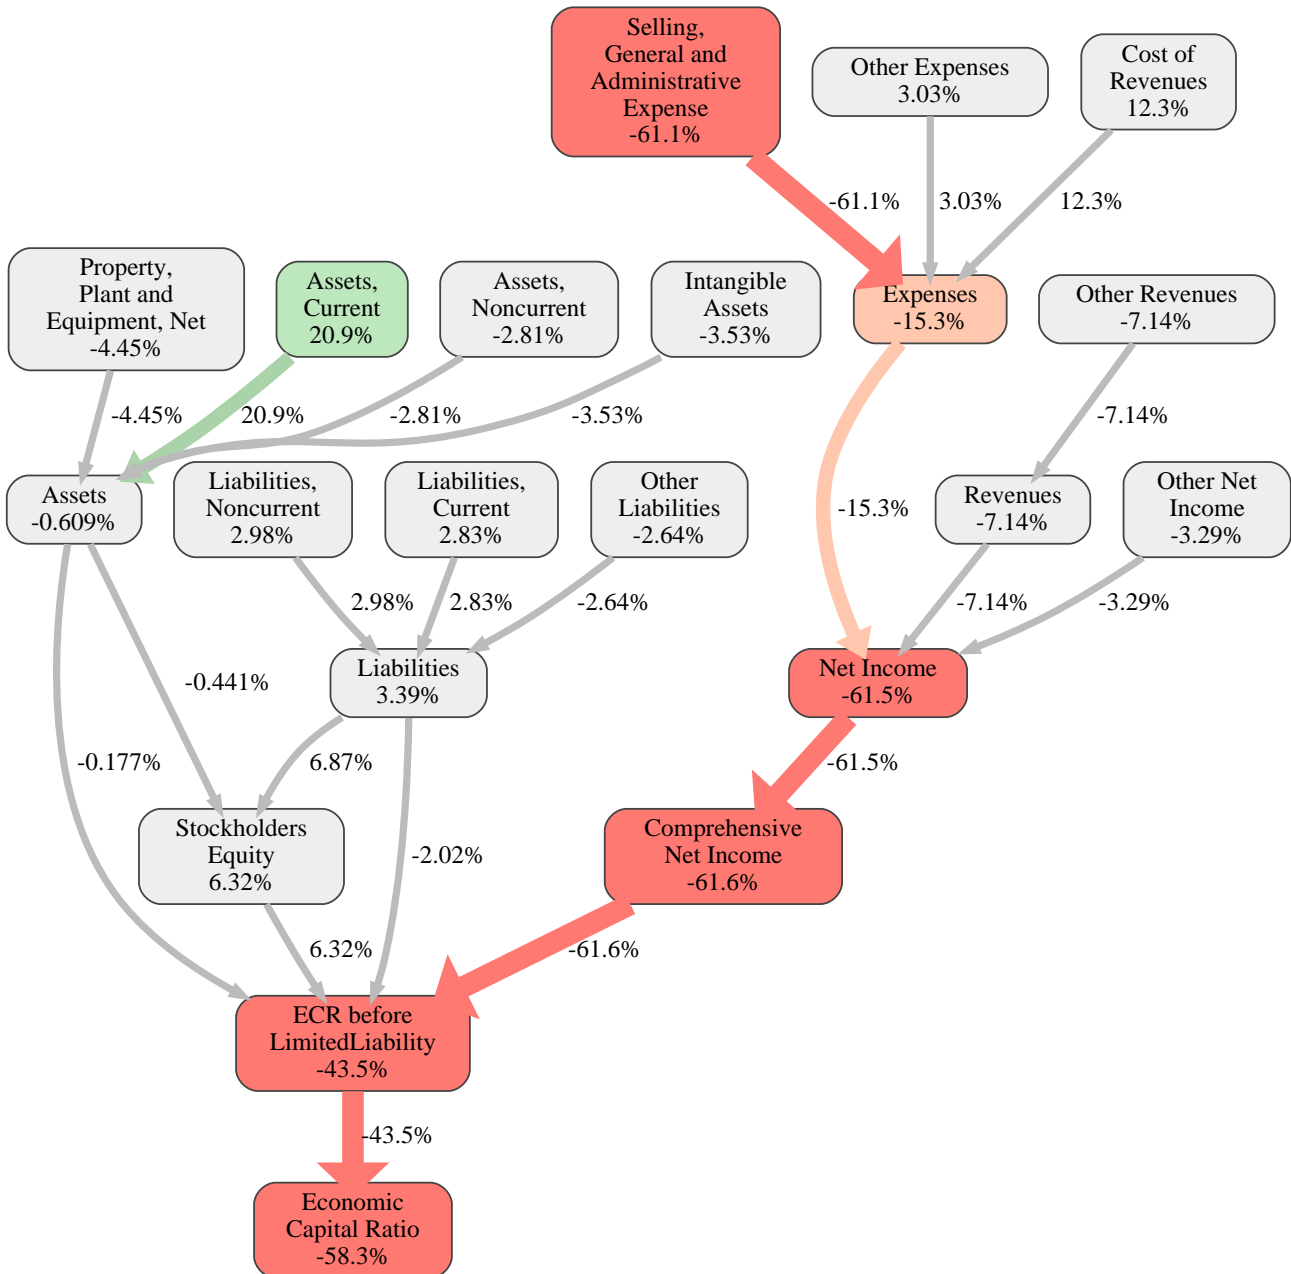 Selling,
General and
Administrative
Expense
-61.1%
Other Expenses
3.03%
Cost of
Revenues
12.3%
-61.1%
3.03%
12.3%
Property,
Plant and
Equipment, Net
-4.45%
Assets,
Current
20.9%
Assets,
Noncurrent
-2.81%
Intangible
Assets
-3.53%
Expenses
-15.3%
Other Revenues
-7.14%
-4.45%
20.9%
-2.81%
-3.53%
-7.14%
Assets
-0.609%
Liabilities,
Noncurrent
2.98%
Liabilities,
Current
2.83%
Other
Liabilities
-2.64%
-15.3%
Revenues
-7.14%
Other Net
Income
-3.29%
2.98%
2.83%
-2.64%
-7.14%
-3.29%
-0.441%
Liabilities
3.39%
Net Income
-61.5%
-0.177%
6.87%
-61.5%
Stockholders
Equity
6.32%
-2.02%
Comprehensive
Net Income
-61.6%
6.32%
-61.6%
ECR before
LimitedLiability
-43.5%
-43.5%
Economic
Capital Ratio
-58.3%